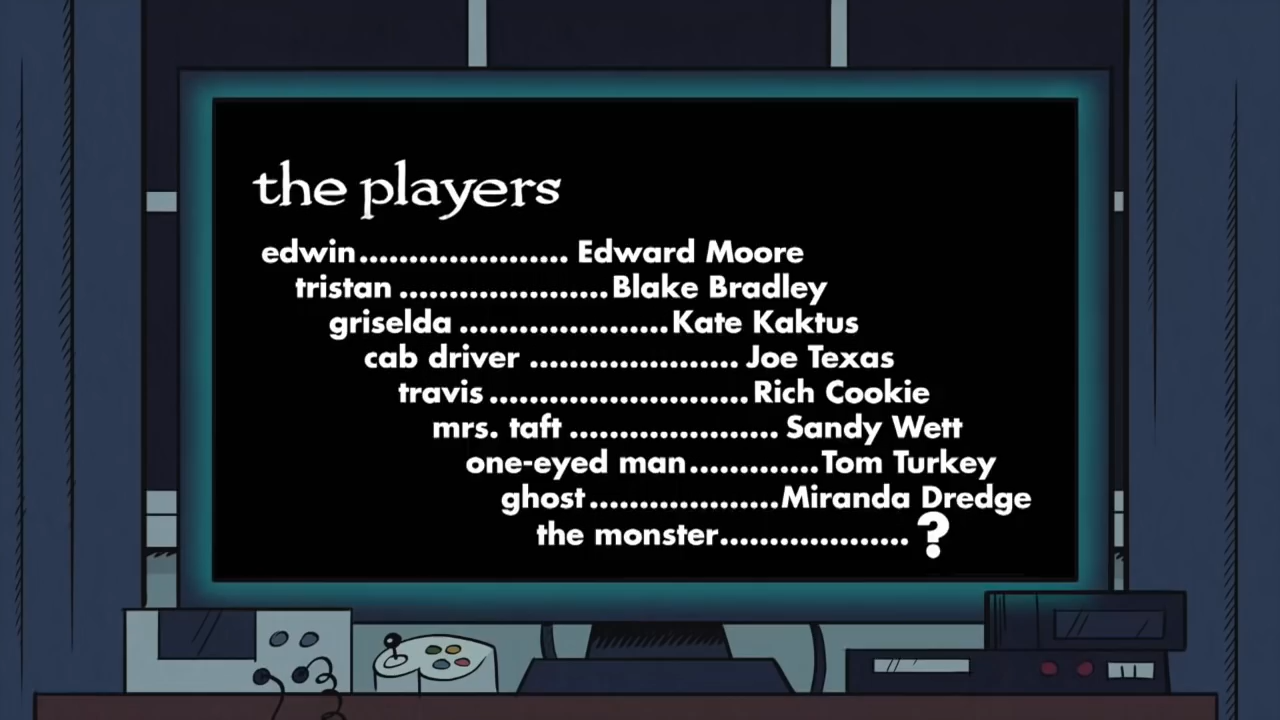 the players
edwin..................... Edward Moore
tristan .....................Blake Bradley
griselda .....................Kate Kaktus
cab driver ..................... Joe Texas
travis..........................Rich Cookie
mrs. taft ..................... Sandy Wett
one-eyed man.............Tom Turkey
ghost...................Miranda Dredge
the monster................... ?